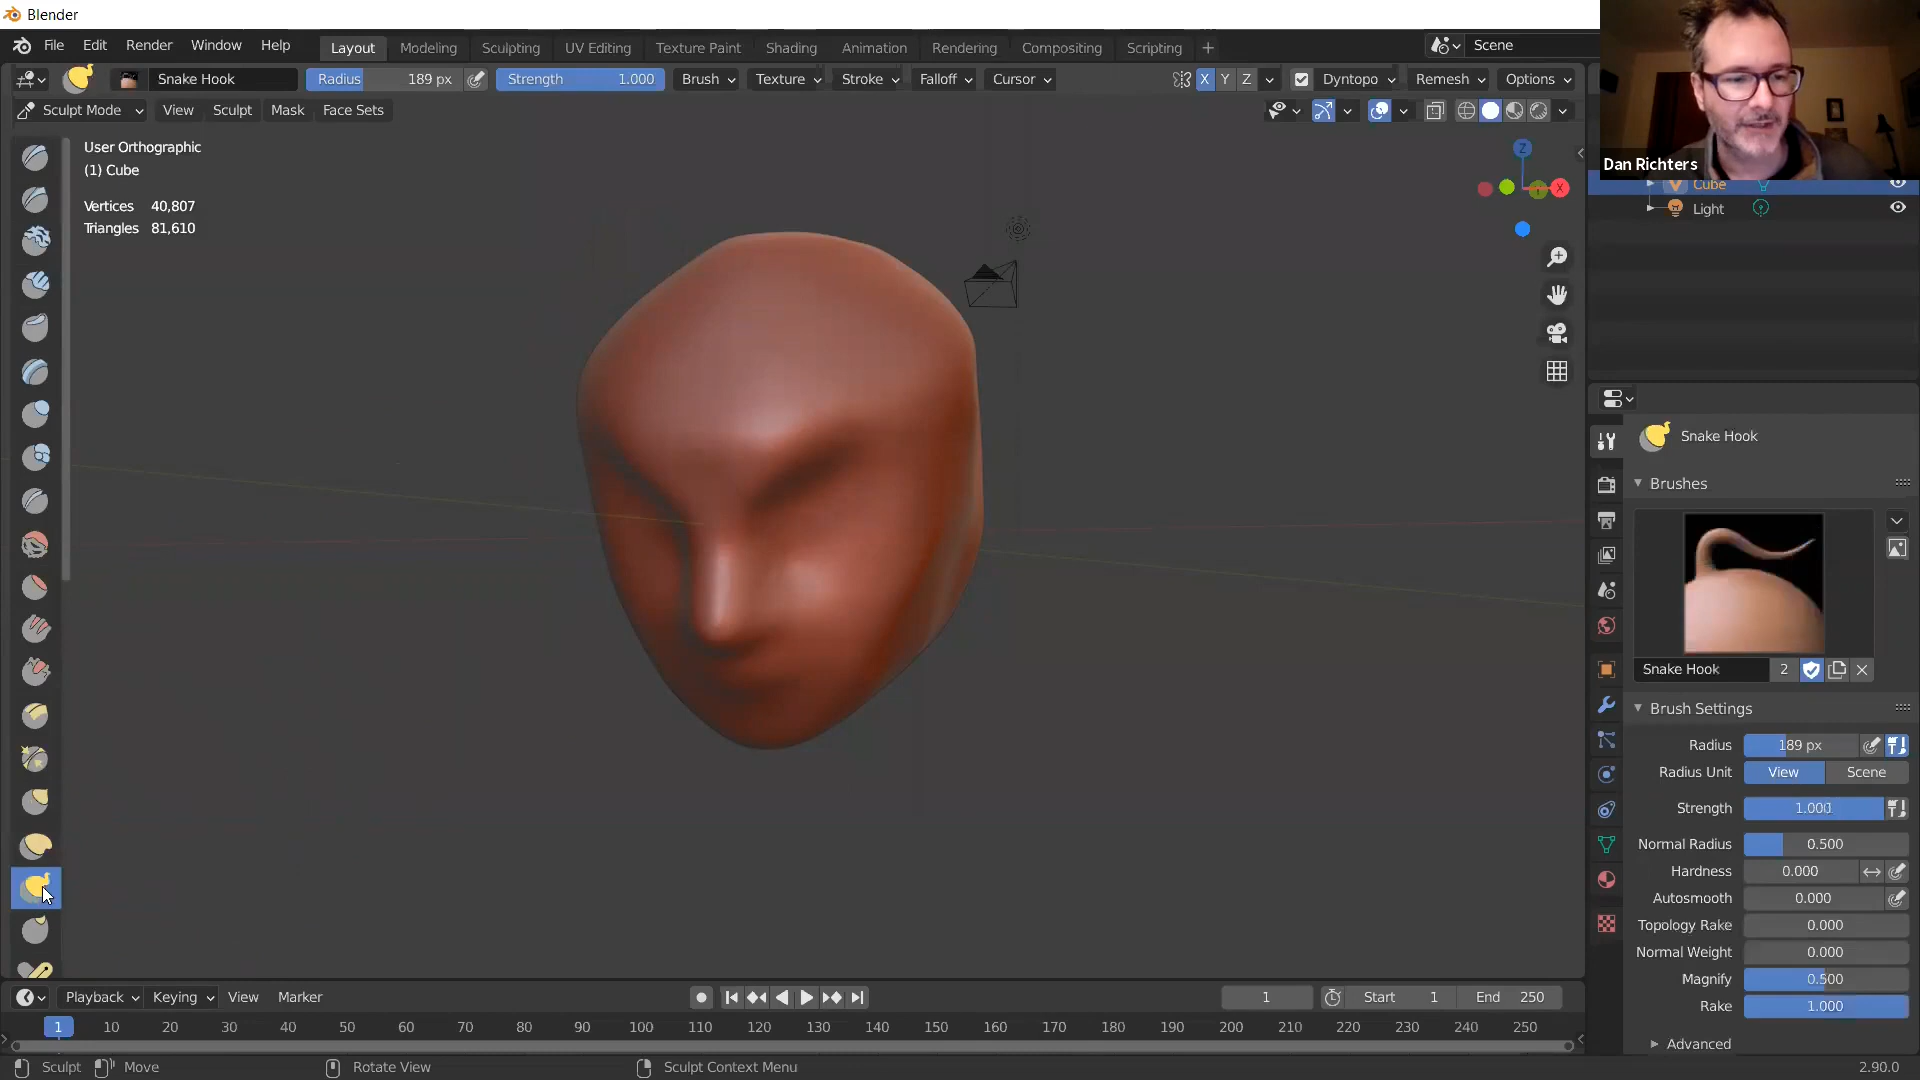 Blender
File Edit Render Window Help Layout Modeling Sculpting UV Editing Texture Paint Shading Animation Rendering Compositing Scripting + Scene
Snake Hook Radius 189 px Strength 1.000 Brush Texture Stroke Falloff Cursor X Y Z Dyntopo Remesh Options
Sculpt Mode View Sculpt Mask Face Sets
User Orthographic
(1) Cube
Vertices 40,807
Triangles 81,610
Z
X
Dan Richters
Cube
Light
Snake Hook
Brushes
Snake Hook 2
Brush Settings
Radius 189 px
Radius Unit View Scene
Strength 1.000
Normal Radius 0.500
Hardness 0.000
Autosmooth 0.000
Topology Rake 0.000
Normal Weight 0.000
Magnify 0.500
Rake 1.000
Advanced
Playback Keying View Marker 1 Start 1 End 250
1 10 20 30 40 50 60 70 80 90 100 110 120 130 140 150 160 170 180 190 200 210 220 230 240 250
Sculpt Move Rotate View Sculpt Context Menu 2.90.0